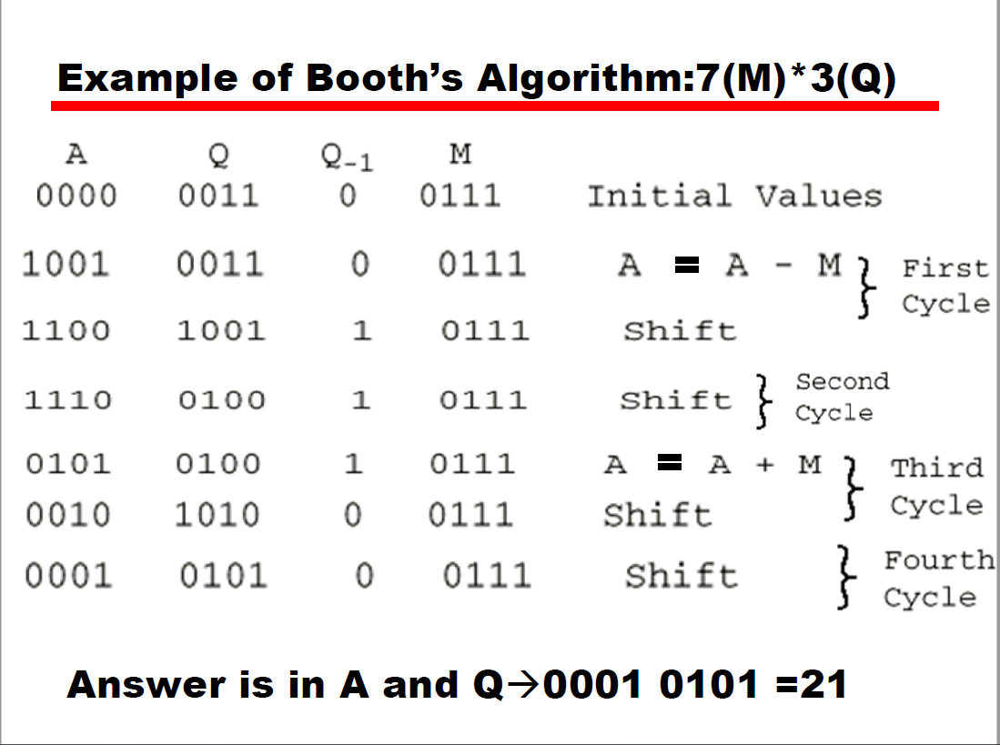 Example of Booth's Algorithm:7(M)*3(Q)
A Q Q-1 M
0000 0011 0 0111 Initial Values
1001 0011 0 0111 A = A - M } First
Cycle
1100 1001 1 0111 Shift
1110 0100 1 0111 Shift } Second
Cycle
0101 0100 1 0111 A = A + M } Third
Cycle
0010 1010 0 0111 Shift
0001 0101 0 0111 Shift } Fourth
Cycle
Answer is in A and Q→0001 0101 =21